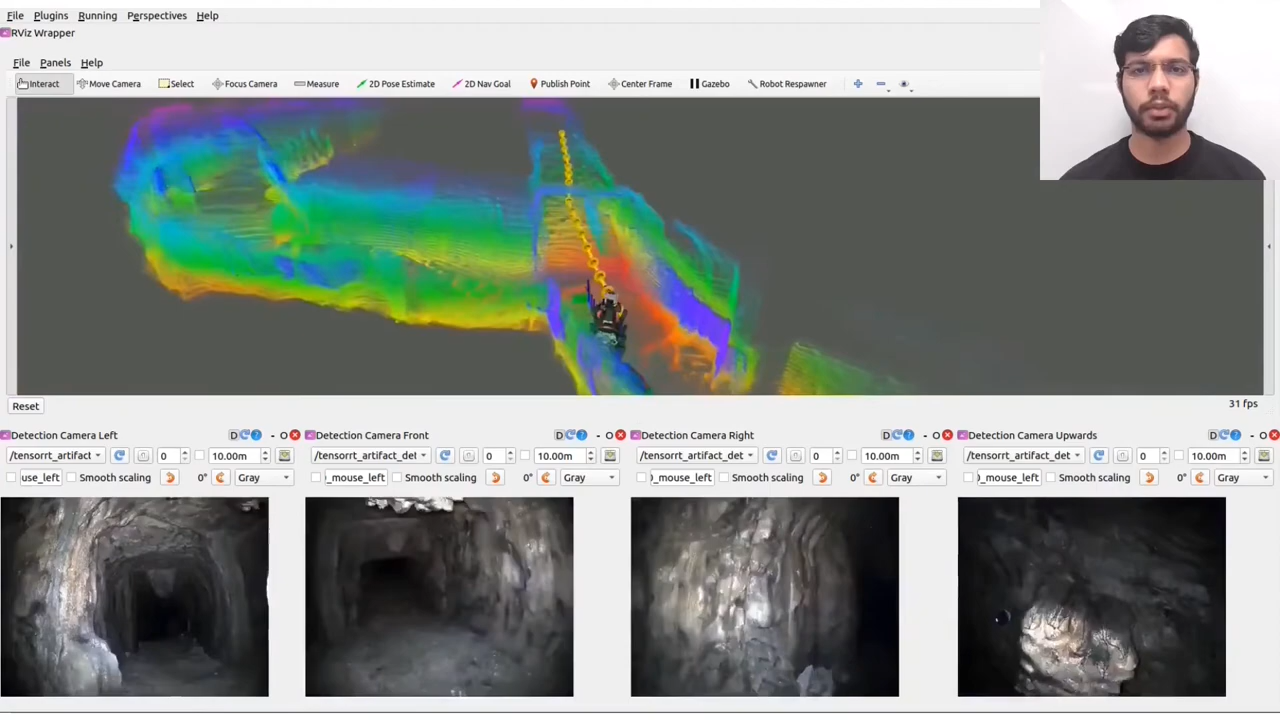 File Plugins Running Perspectives Help
RViz Wrapper
File Panels Help
Interact Move Camera Select Focus Camera Measure 2D Pose Estimate 2D Nav Goal Publish Point Center Frame Gazebo Robot Respawner
Reset 31 fps
Detection Camera Left D - O Detection Camera Front D - O Detection Camera Right D - O Detection Camera Upwards D - O
/tensorrt_artifact 0 10.00m /tensorrt_artifact_det 0 10.00m /tensorrt_artifact_det 0 10.00m /tensorrt_artifact_det 0 10.00m
use_left Smooth scaling 0° Gray _mouse_left Smooth scaling 0° Gray _mouse_left Smooth scaling 0° Gray _mouse_left Smooth scaling 0° Gray